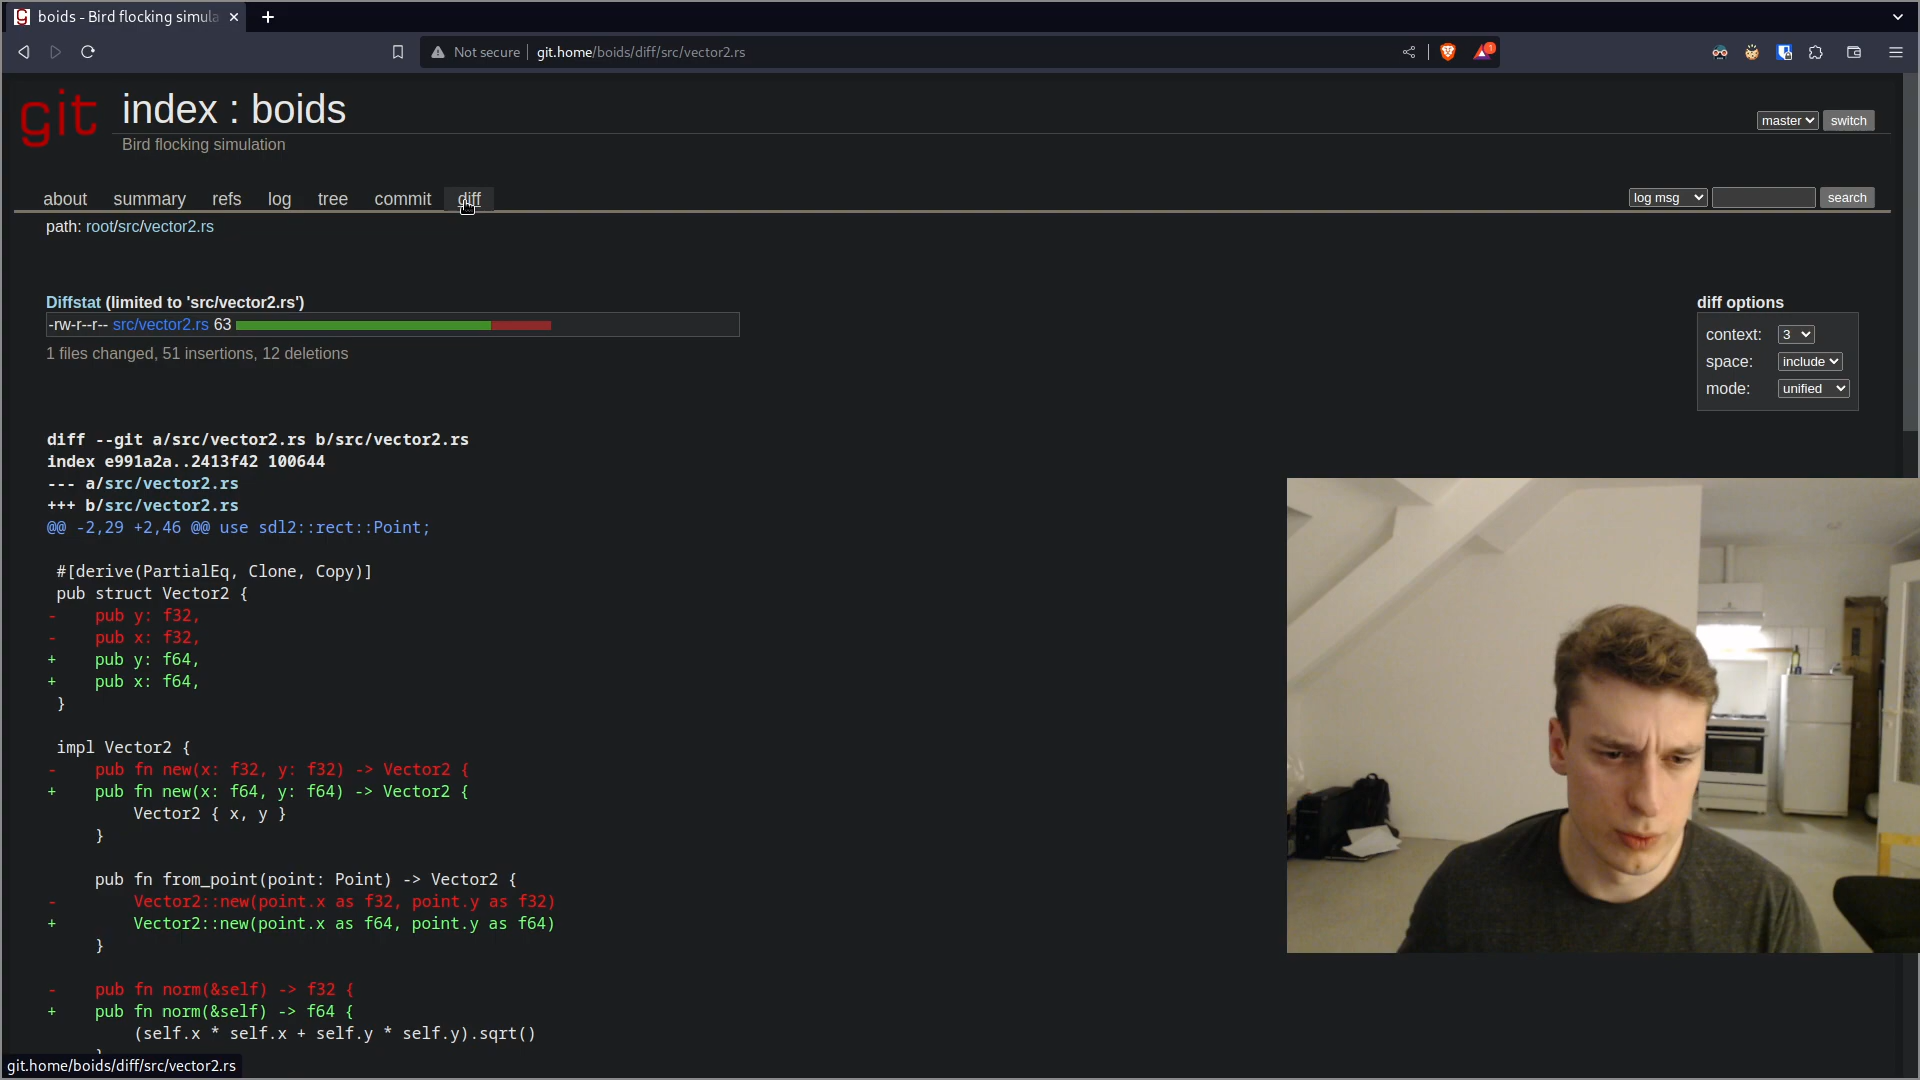 boids - Bird flocking simula
Not secure git.home/boids/diff/src/vector2.rs
1
git
index : boids
master switch
Bird flocking simulation
about summary refs log tree commit diff
log msg search
path: root/src/vector2.rs
Diffstat (limited to 'src/vector2.rs')
-rw-r--r-- src/vector2.rs 63
1 files changed, 51 insertions, 12 deletions
diff options
context: 3
space: include
mode: unified
diff --git a/src/vector2.rs b/src/vector2.rs
index e991a2a..2413f42 100644
--- a/src/vector2.rs
+++ b/src/vector2.rs
@@ -2,29 +2,46 @@ use sdl2::rect::Point;
 #[derive(PartialEq, Clone, Copy)]
 pub struct Vector2 {
-    pub y: f32,
-    pub x: f32,
+    pub y: f64,
+    pub x: f64,
 }
 impl Vector2 {
-    pub fn new(x: f32, y: f32) -> Vector2 {
+    pub fn new(x: f64, y: f64) -> Vector2 {
         Vector2 { x, y }
     }
     pub fn from_point(point: Point) -> Vector2 {
-        Vector2::new(point.x as f32, point.y as f32)
+        Vector2::new(point.x as f64, point.y as f64)
     }
-    pub fn norm(&self) -> f32 {
+    pub fn norm(&self) -> f64 {
         (self.x * self.x + self.y * self.y).sqrt()
git.home/boids/diff/src/vector2.rs